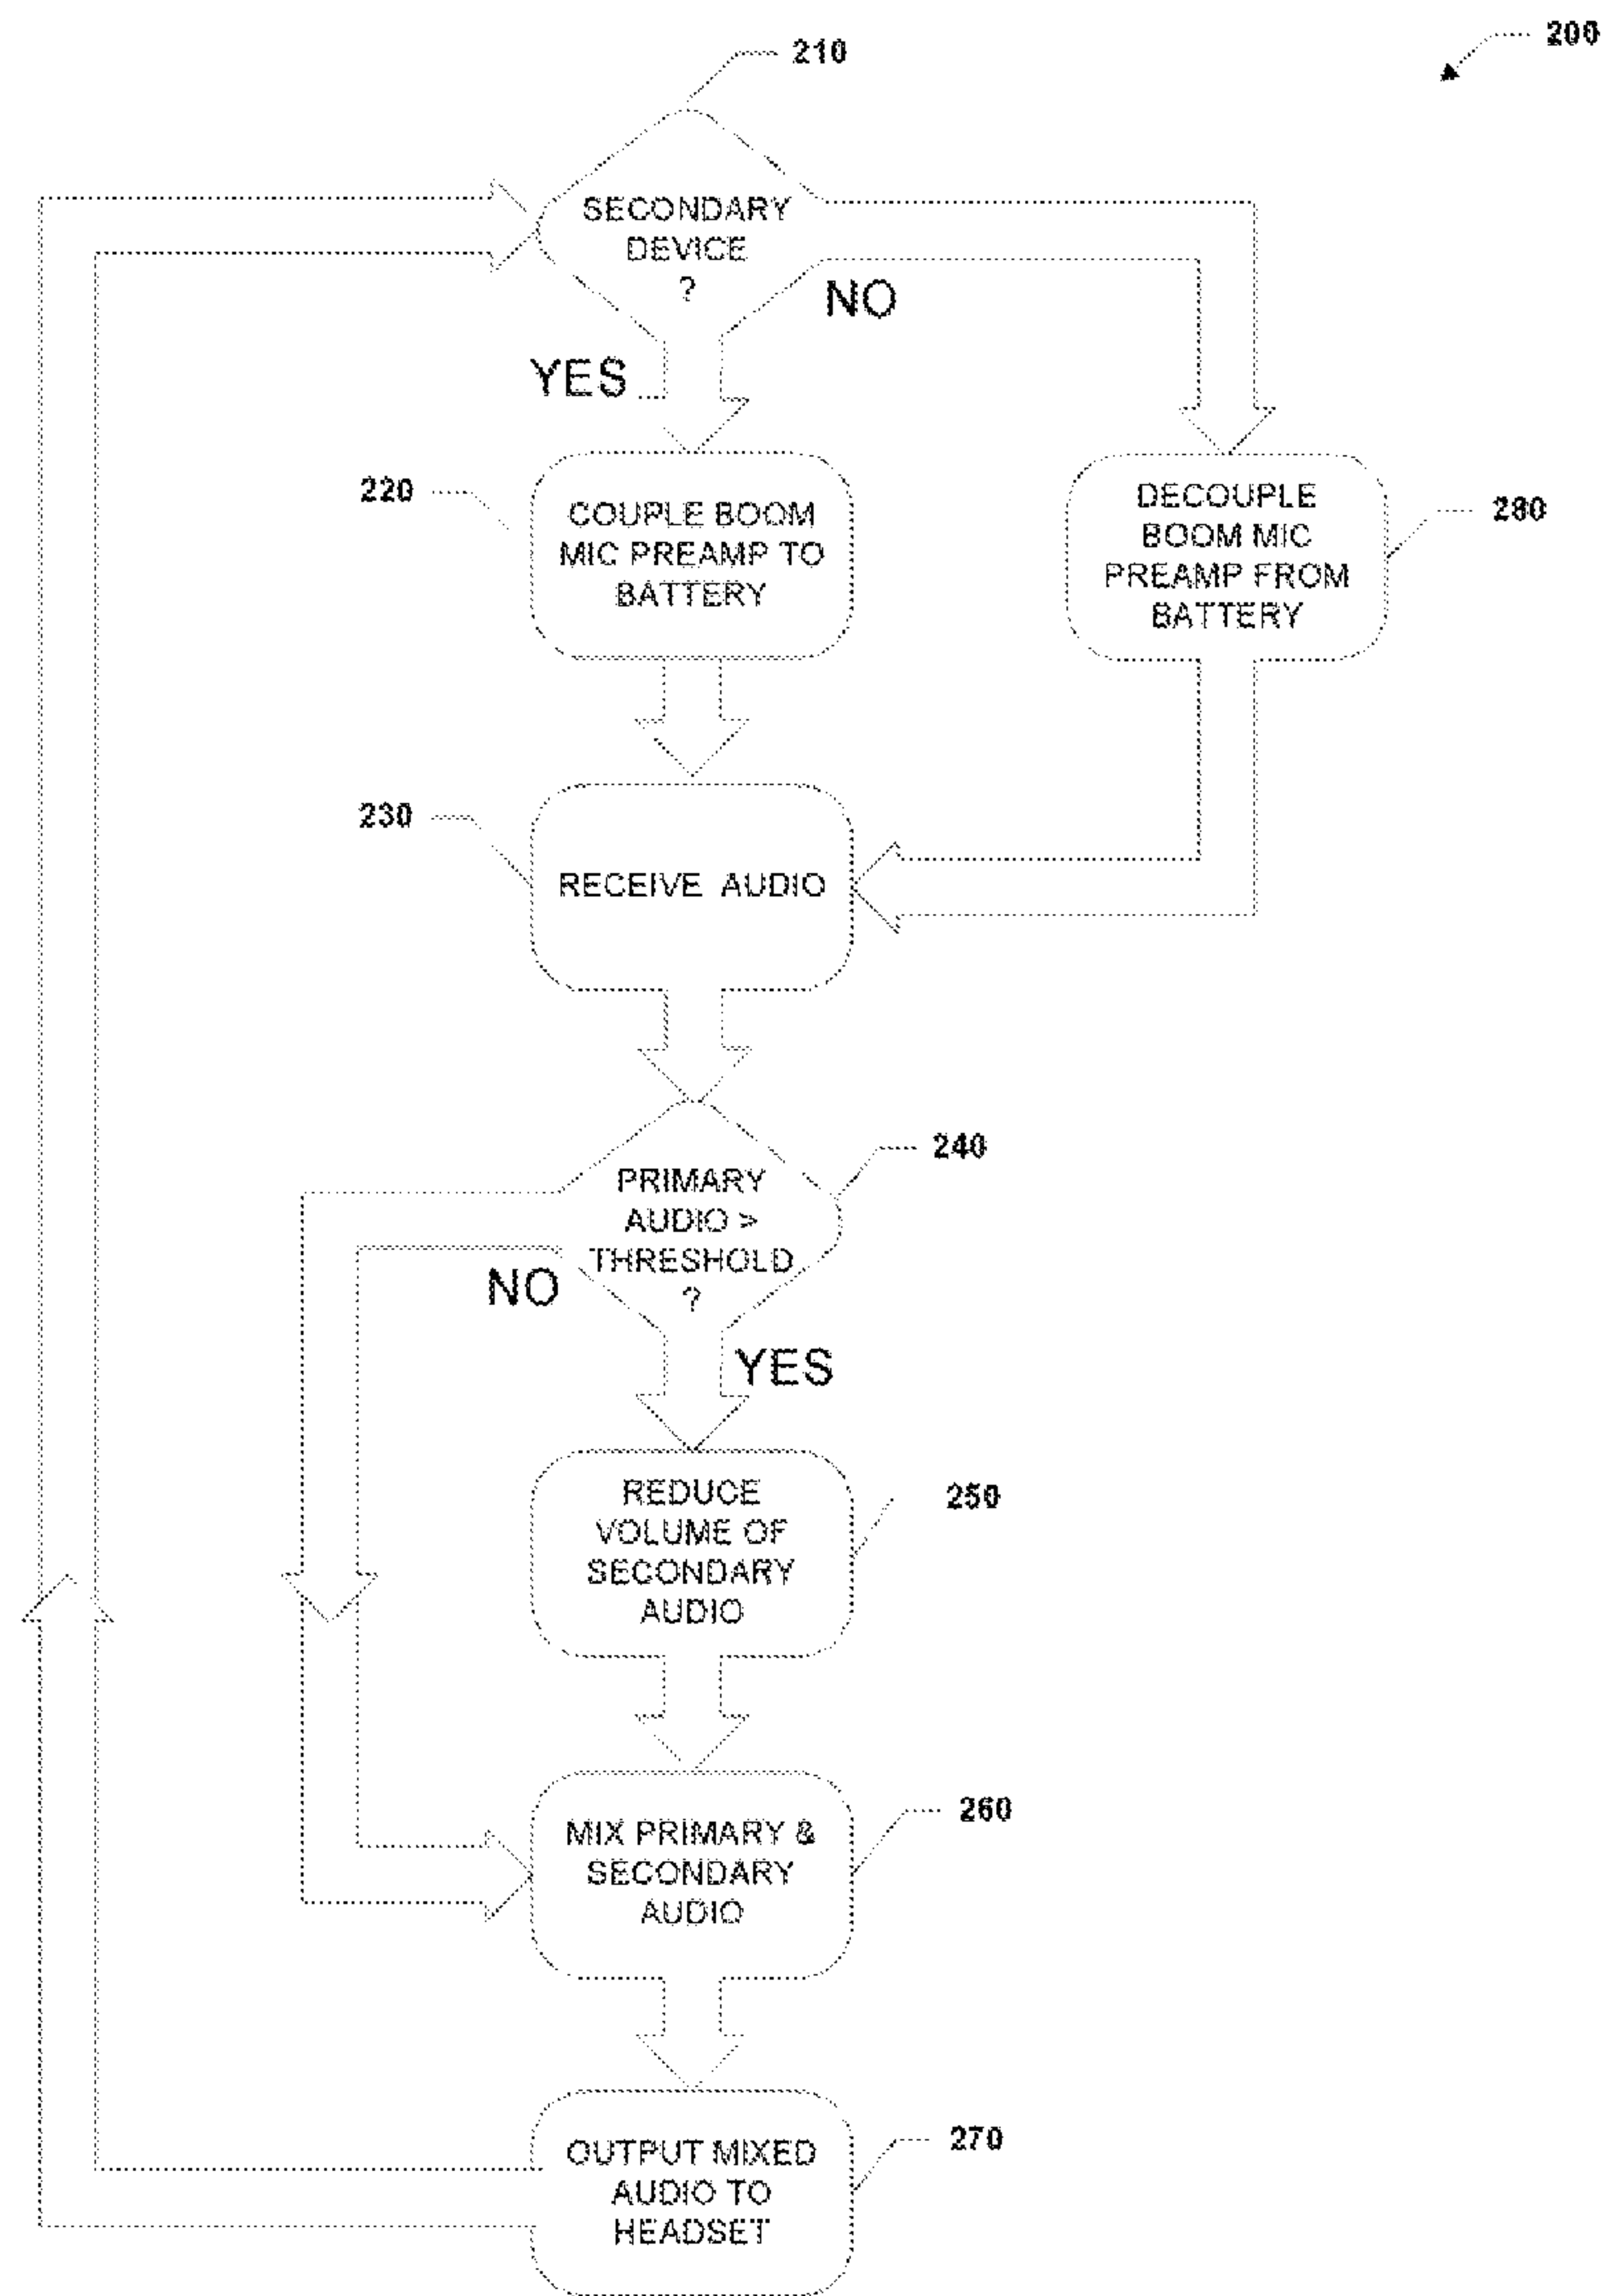 200
210
SECONDARY
DEVICE
?
NO
YES
220
COUPLE BOOM
MIC PREAMP TO
BATTERY
DECOUPLE
BOOM MIC
PREAMP FROM
BATTERY
280
230
RECEIVE AUDIO
240
PRIMARY
AUDIO >
THRESHOLD
?
NO
YES
REDUCE
VOLUME OF
SECONDARY
AUDIO
250
MIX PRIMARY &
SECONDARY
AUDIO
260
OUTPUT MIXED
AUDIO TO
HEADSET
270